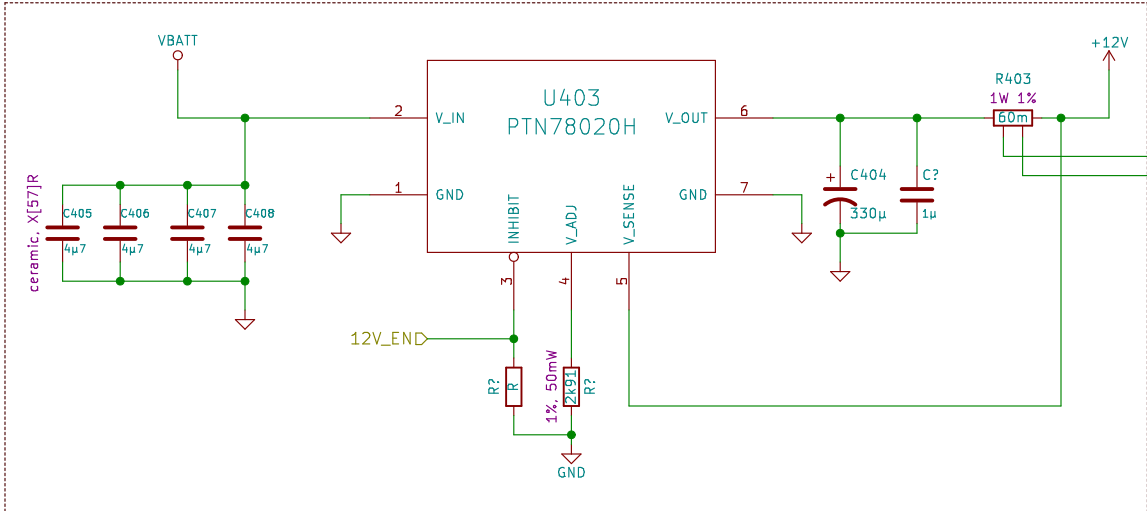 VBATT
+12V
R403
1W 1%
60m
U403
PTN78020H
2
V_IN
V_OUT
6
1
GND
GND
7
INHIBIT
V_ADJ
V_SENSE
3
4
5
ceramic, X[57]R
C405
4µ7
C406
4µ7
C407
4µ7
C408
4µ7
+
C404
330µ
C?
1µ
12V_EN
R?
R
1%, 50mW
2k91
R?
GND